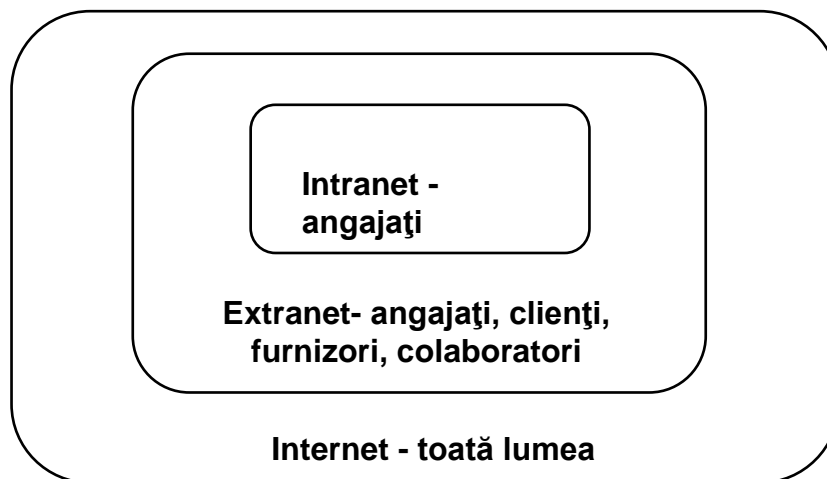 Intranet -
angajaţi
Extranet- angajaţi, clienţi,
furnizori, colaboratori
Internet - toată lumea